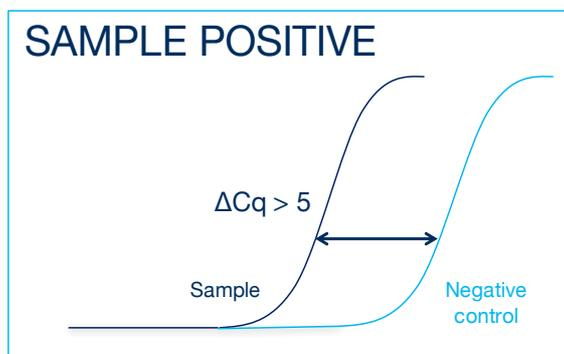 SAMPLE POSITIVE
ΔCq > 5
Sample
Negative
control